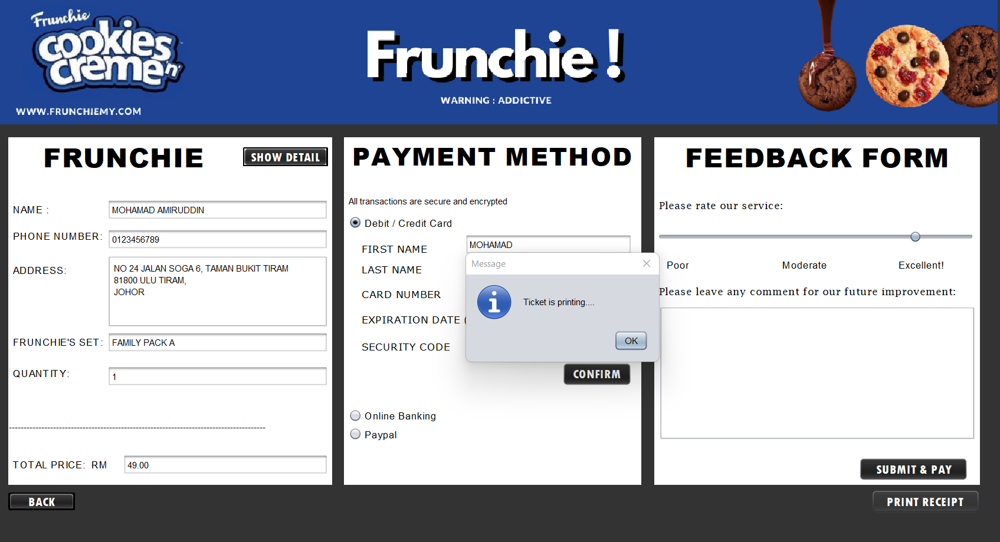 Frunchie
cookies
n'
creme
WWW.FRUNCHIEMY.COM
Frunchie !
WARNING : ADDICTIVE
FRUNCHIE
SHOW DETAIL
NAME :
MOHAMAD AMIRUDDIN
PHONE NUMBER:
0123456789
ADDRESS:
NO 24 JALAN SOGA 6, TAMAN BUKIT TIRAM
81800 ULU TIRAM,
JOHOR
FRUNCHIE'S SET:
FAMILY PACK A
QUANTITY:
1
---------------------------------------------------------------------------------------
TOTAL PRICE: RM
49.00
BACK
PAYMENT METHOD
All transactions are secure and encrypted
Debit / Credit Card
FIRST NAME
MOHAMAD
LAST NAME
CARD NUMBER
EXPIRATION DATE (
SECURITY CODE
CONFIRM
Online Banking
Paypal
Message
Ticket is printing....
OK
FEEDBACK FORM
Please rate our service:
Poor
Moderate
Excellent!
Please leave any comment for our future improvement:
SUBMIT & PAY
PRINT RECEIPT